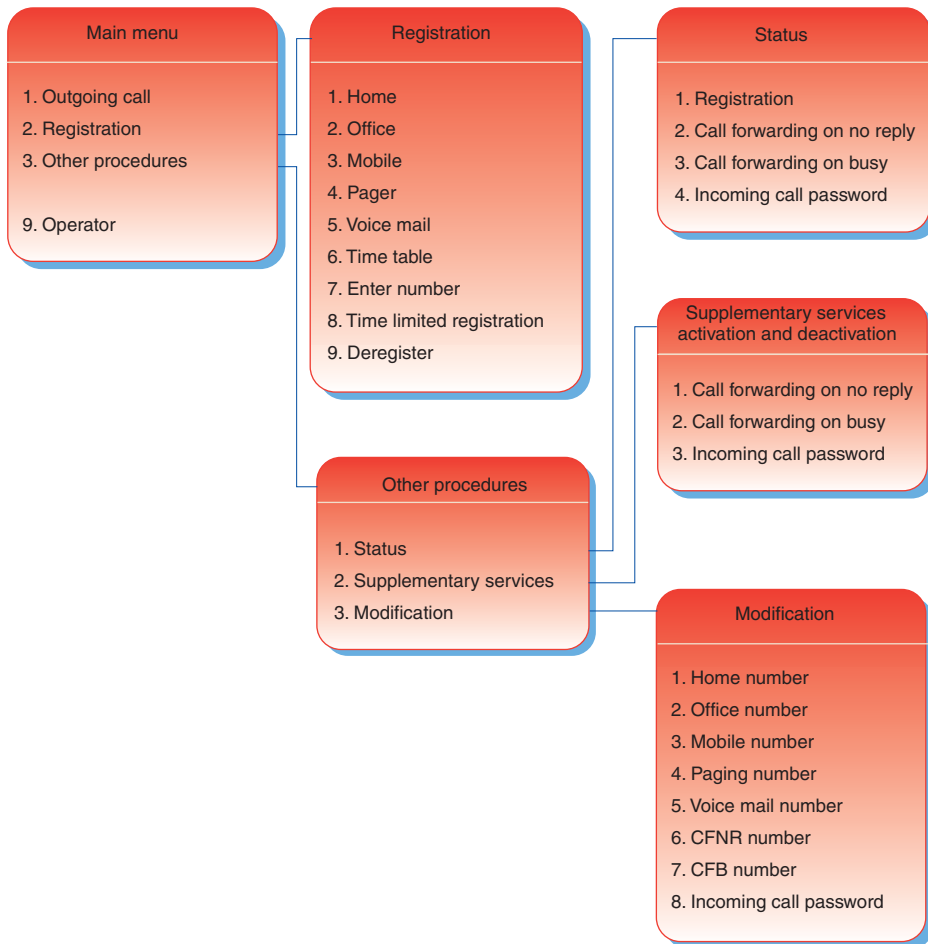 Main menu
1. Outgoing call
2. Registration
3. Other procedures
9. Operator
Registration
1. Home
2. Office
3. Mobile
4. Pager
5. Voice mail
6. Time table
7. Enter number
8. Time limited registration
9. Deregister
Status
1. Registration
2. Call forwarding on no reply
3. Call forwarding on busy
4. Incoming call password
Supplementary services
activation and deactivation
1. Call forwarding on no reply
2. Call forwarding on busy
3. Incoming call password
Other procedures
1. Status
2. Supplementary services
3. Modification
Modification
1. Home number
2. Office number
3. Mobile number
4. Paging number
5. Voice mail number
6. CFNR number
7. CFB number
8. Incoming call password